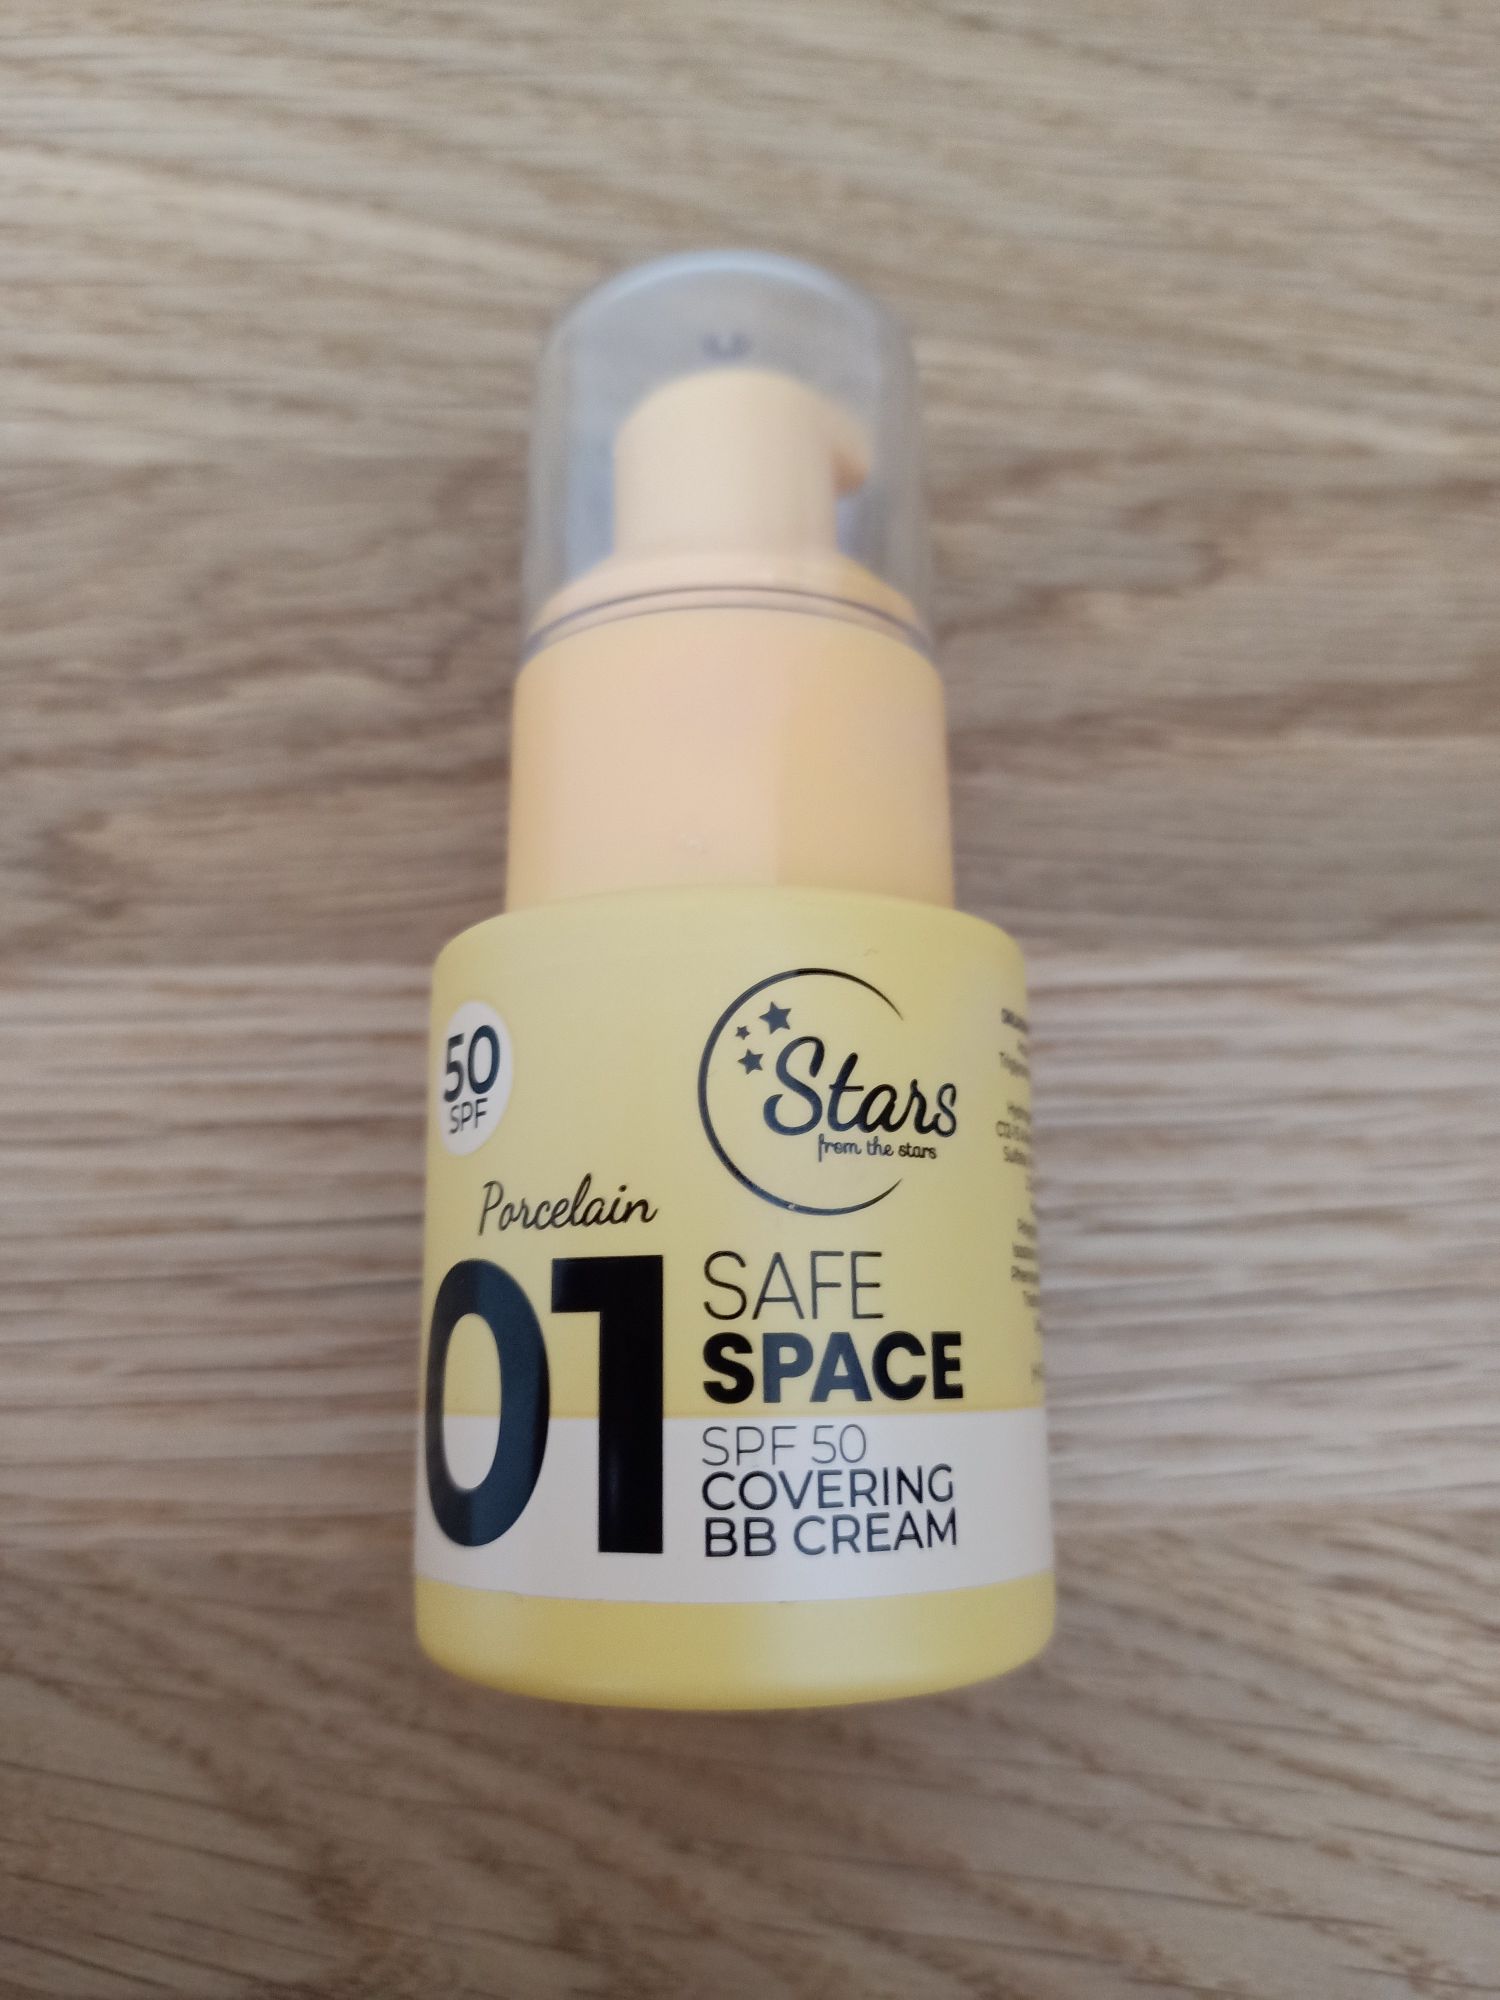 50
SPF
Stars
from the stars
Porcelain
01
SAFE
SPACE
SPF 50
COVERING
BB CREAM